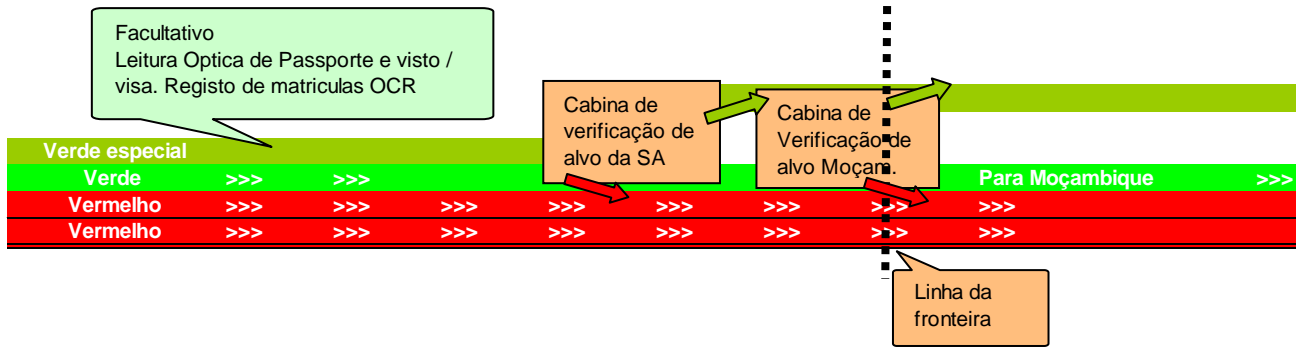 Facultativo
Leitura Optica de Passporte e visto /
visa. Registo de matriculas OCR
Cabina de
verificação de
alvo da SA
Cabina de
Verificação de
alvo Moçam.
Verde especial
Verde >>> >>> Para Moçambique >>>
Vermelho >>> >>> >>> >>> >>> >>> >>> >>>
Vermelho >>> >>> >>> >>> >>> >>> >>> >>>
Linha da
fronteira